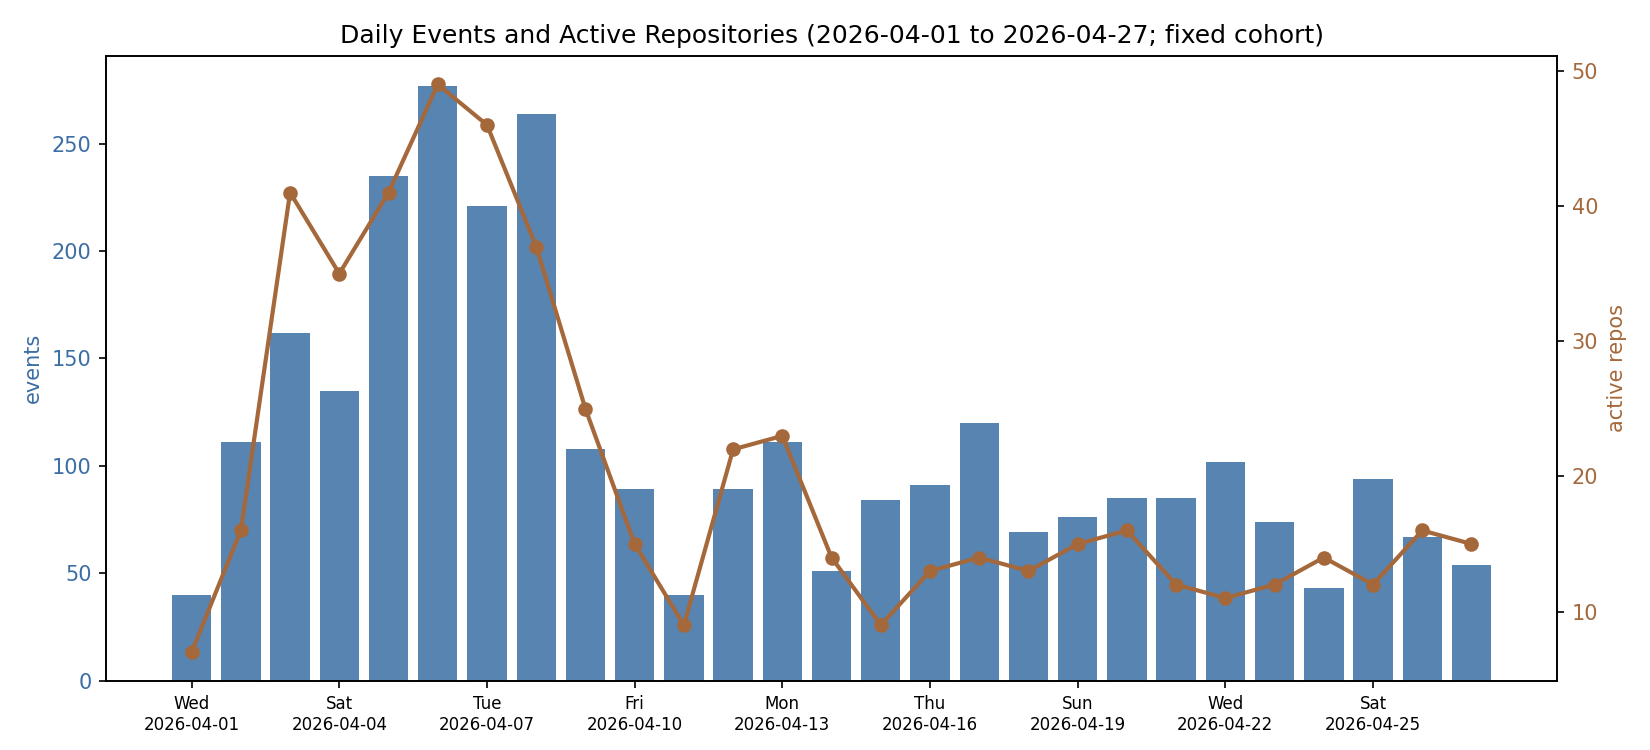 Daily Events and Active Repositories (2026-04-01 to 2026-04-27; fixed cohort)
events
250
200
150
100
50
0
50
40
30
20
10
active repos
Wed Sat Tue Fri Mon Thu Sun Wed Sat
2026-04-01 2026-04-04 2026-04-07 2026-04-10 2026-04-13 2026-04-16 2026-04-19 2026-04-22 2026-04-25